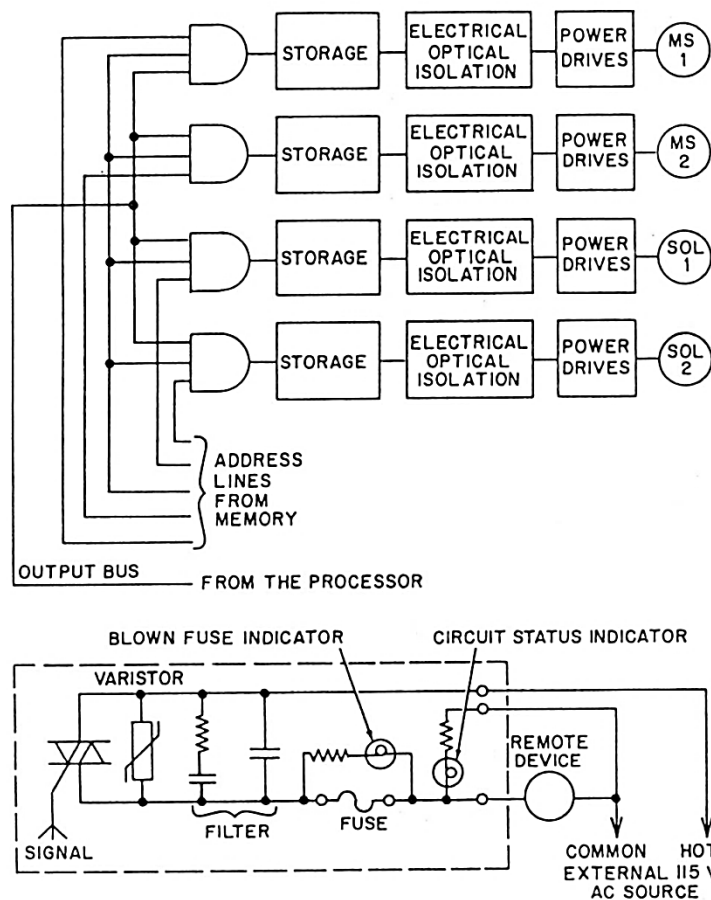 STORAGE
ELECTRICAL
OPTICAL
ISOLATION
POWER
DRIVES
MS
1
STORAGE
ELECTRICAL
OPTICAL
ISOLATION
POWER
DRIVES
MS
2
STORAGE
ELECTRICAL
OPTICAL
ISOLATION
POWER
DRIVES
SOL
1
STORAGE
ELECTRICAL
OPTICAL
ISOLATION
POWER
DRIVES
SOL
2
ADDRESS
LINES
FROM
MEMORY
OUTPUT BUS
FROM THE PROCESSOR
BLOWN FUSE INDICATOR
CIRCUIT STATUS INDICATOR
VARISTOR
REMOTE
DEVICE
FILTER
FUSE
SIGNAL
COMMON
HOT
EXTERNAL 115 V
AC SOURCE